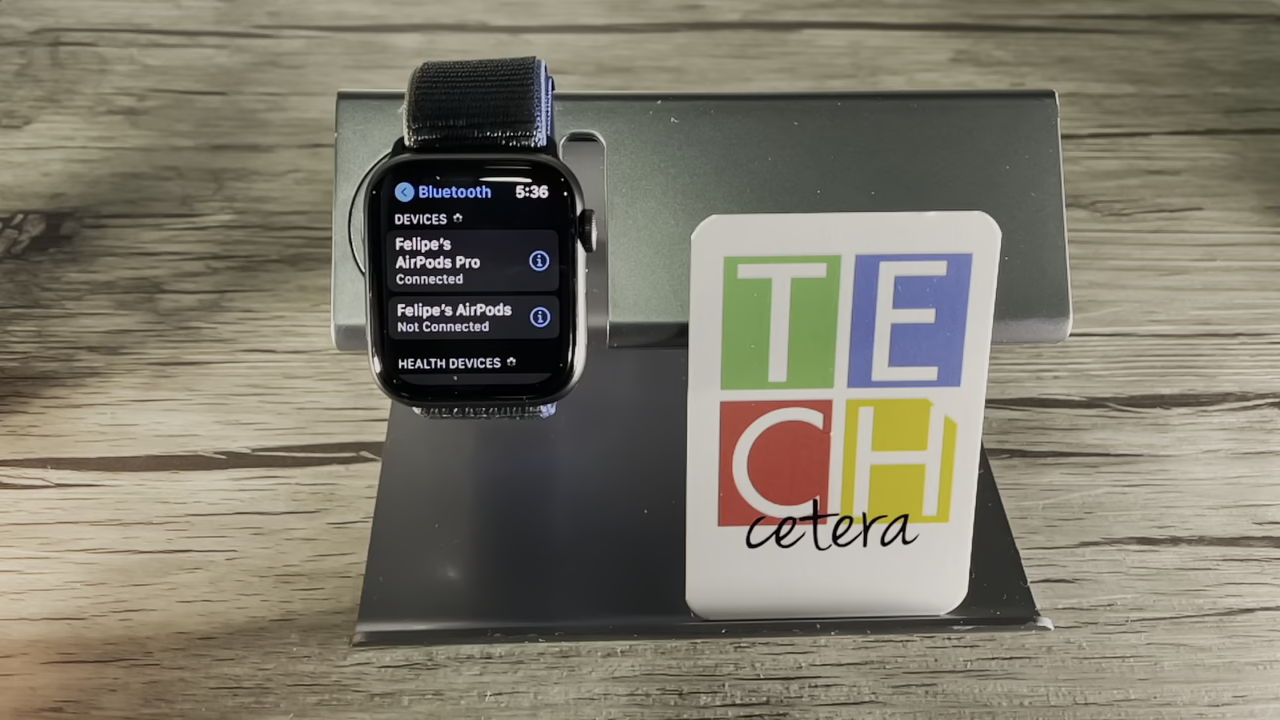 Bluetooth 5:36
DEVICES
Felipe's
AirPods Pro
Connected
Felipe's AirPods
Not Connected
HEALTH DEVICES
TE
CH
cetera